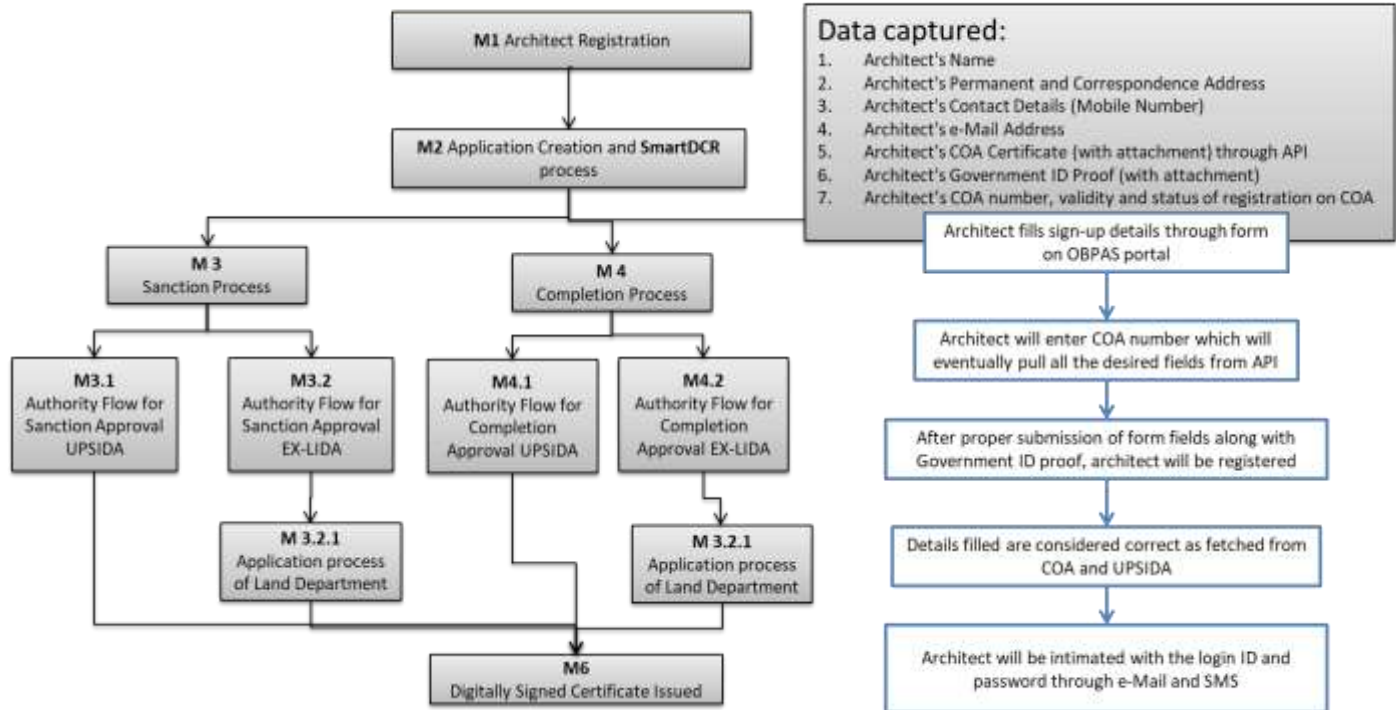 M1 Architect Registration
M2 Application Creation and SmartDCR
process
M 3
Sanction Process
M 4
Completion Process
M3.1
Authority Flow for
Sanction Approval
UPSIDA
M3.2
Authority Flow for
Sanction Approval
EX-LIDA
M4.1
Authority Flow for
Completion
Approval UPSIDA
M4.2
Authority Flow for
Completion
Approval EX-LIDA
M 3.2.1
Application process
of Land Department
M 3.2.1
Application process
of Land Department
M6
Digitally Signed Certificate Issued
Data captured:
1. Architect's Name
2. Architect's Permanent and Correspondence Address
3. Architect's Contact Details (Mobile Number)
4. Architect's e-Mail Address
5. Architect's COA Certificate (with attachment) through API
6. Architect's Government ID Proof (with attachment)
7. Architect's COA number, validity and status of registration on COA
Architect fills sign-up details through form
on OBPAS portal
Architect will enter COA number which will
eventually pull all the desired fields from API
After proper submission of form fields along with
Government ID proof, architect will be registered
Details filled are considered correct as fetched from
COA and UPSIDA
Architect will be intimated with the login ID and
password through e-Mail and SMS